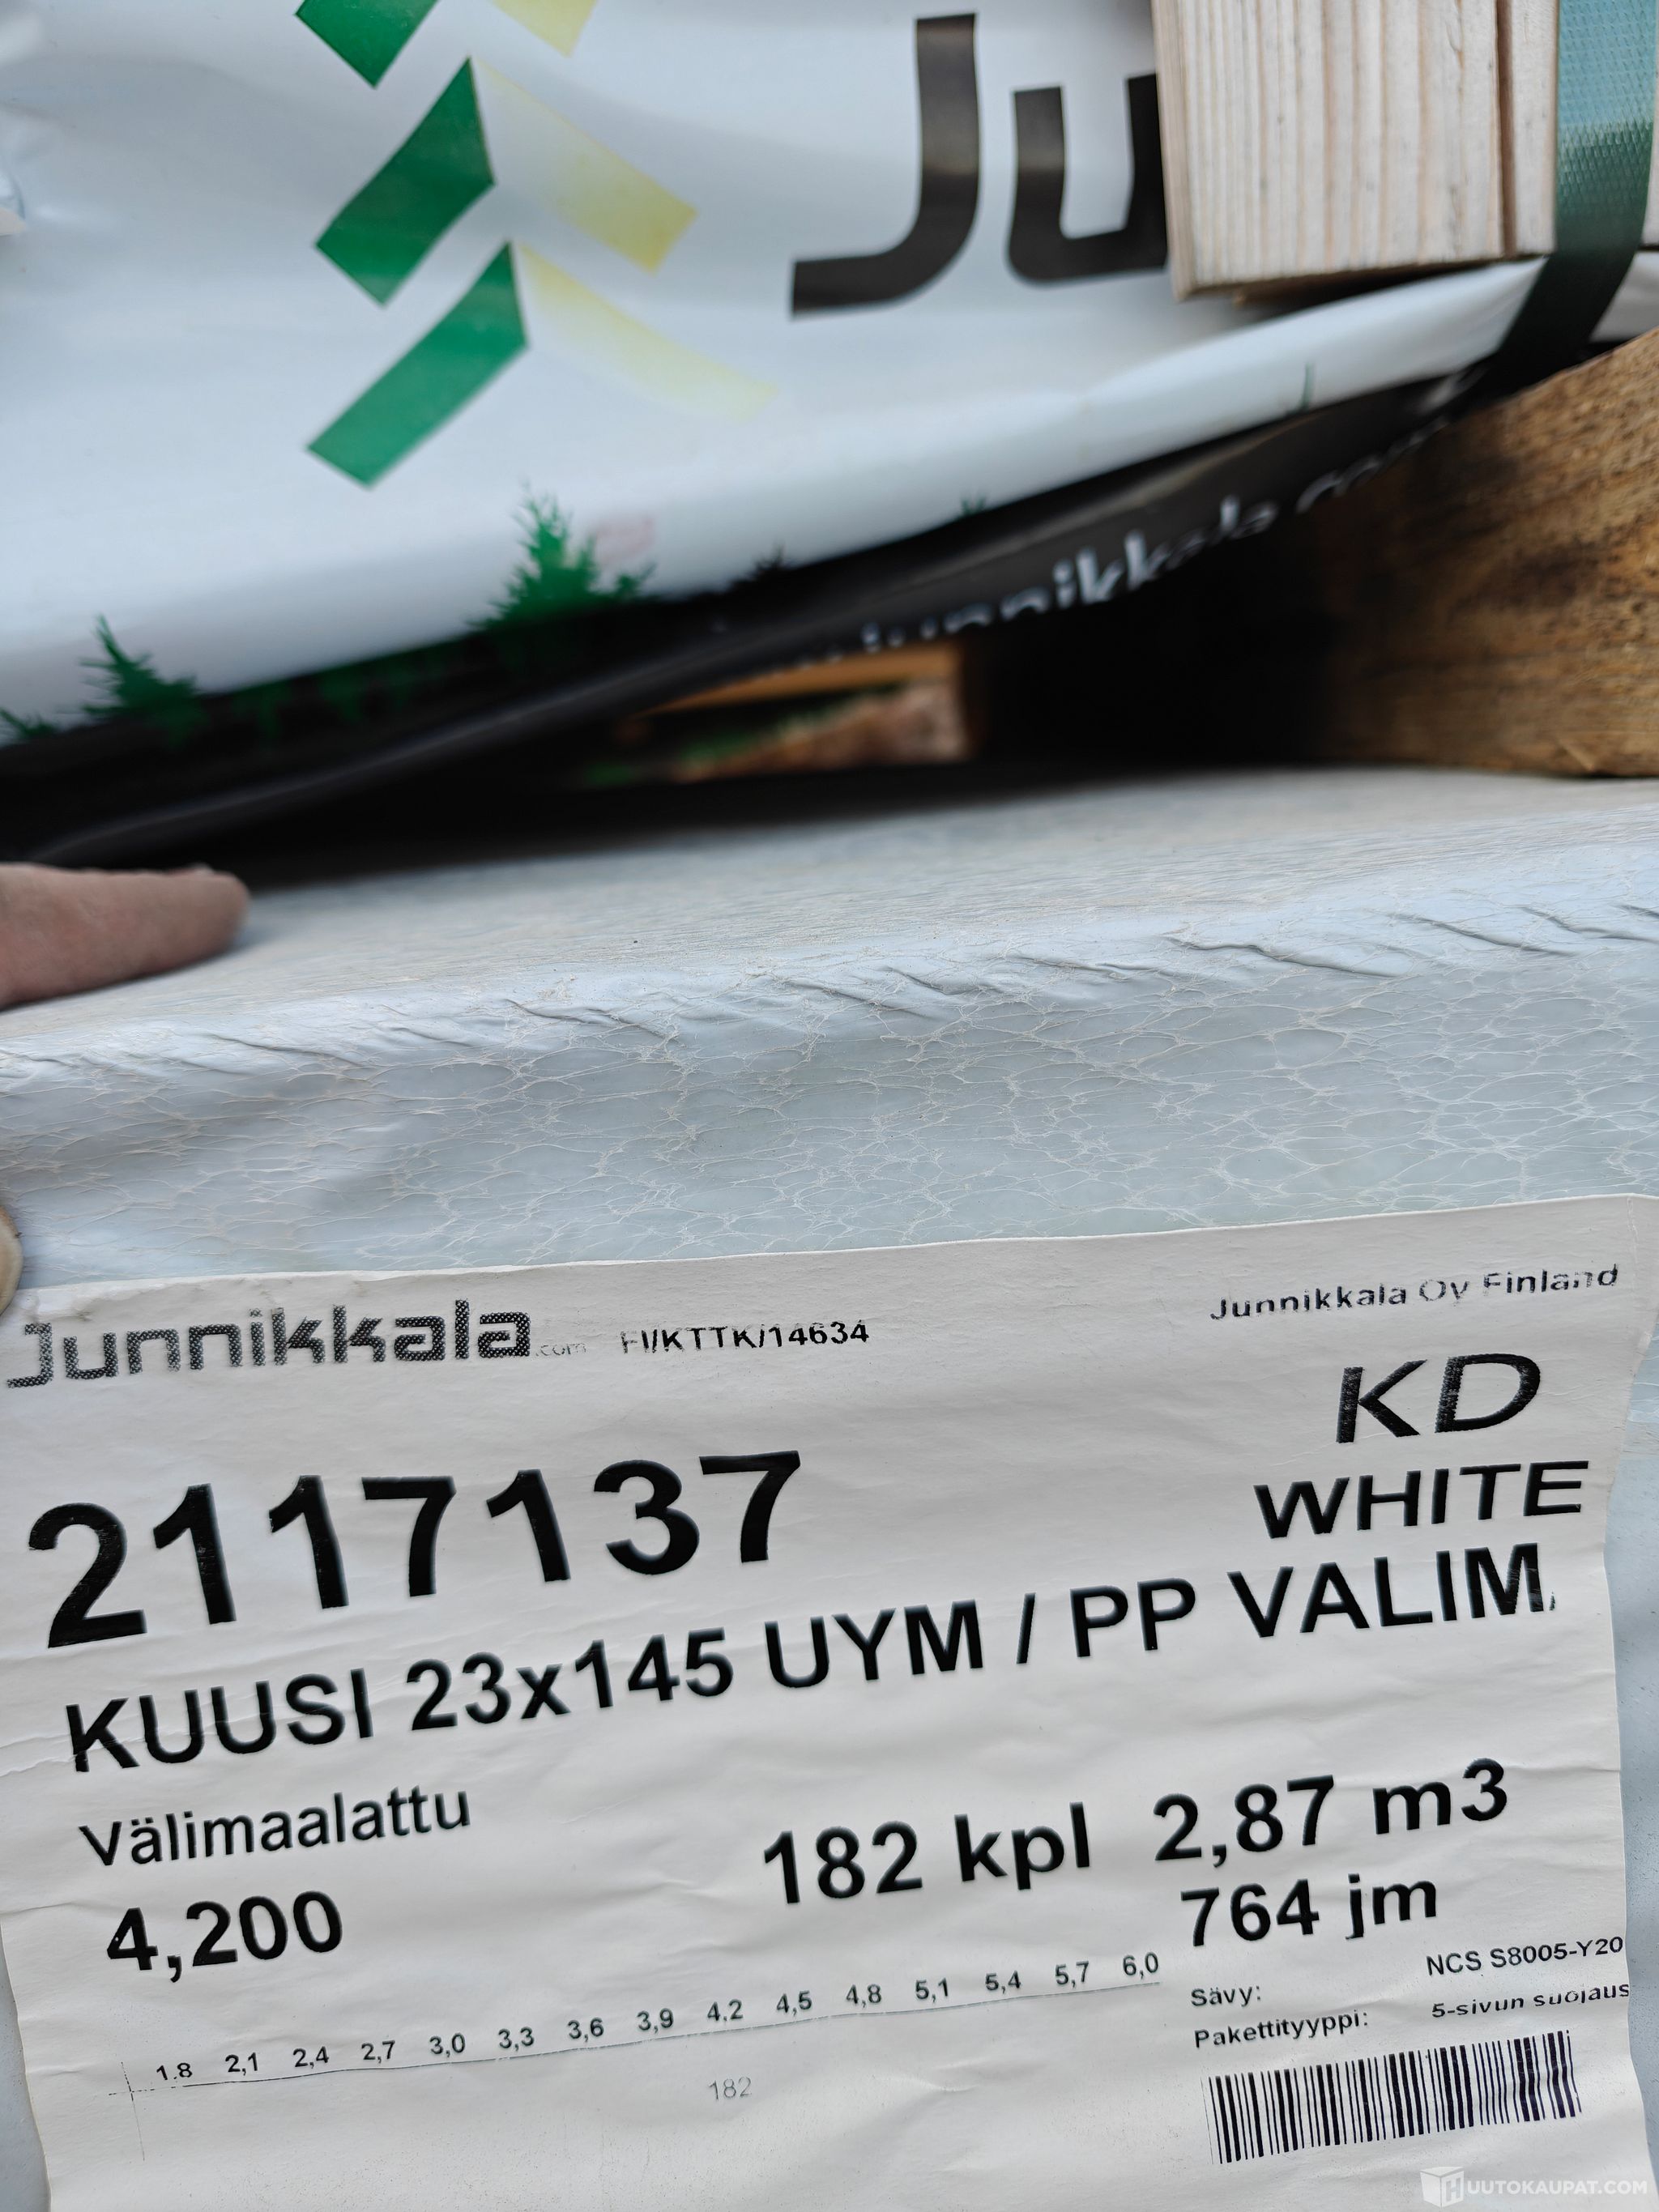 Ju
junnikkala.com
Junnikkala.com FI/KTTK/14634
Junnikkala Oy Finland
KD
2117137
WHITE
KUUSI 23x145 UYM / PP VALIM
Välimaalattu
182 kpl 2,87 m3
4,200
764 jm
1.8 2,1 2,4 2,7 3,0 3,3 3,6 3,9 4,2 4,5 4,8 5,1 5,4 5,7 6,0
182
Sävy: NCS S8005-Y20
Pakettityyppi: 5-sivun suojaus
HUUTOKAUPAT.COM